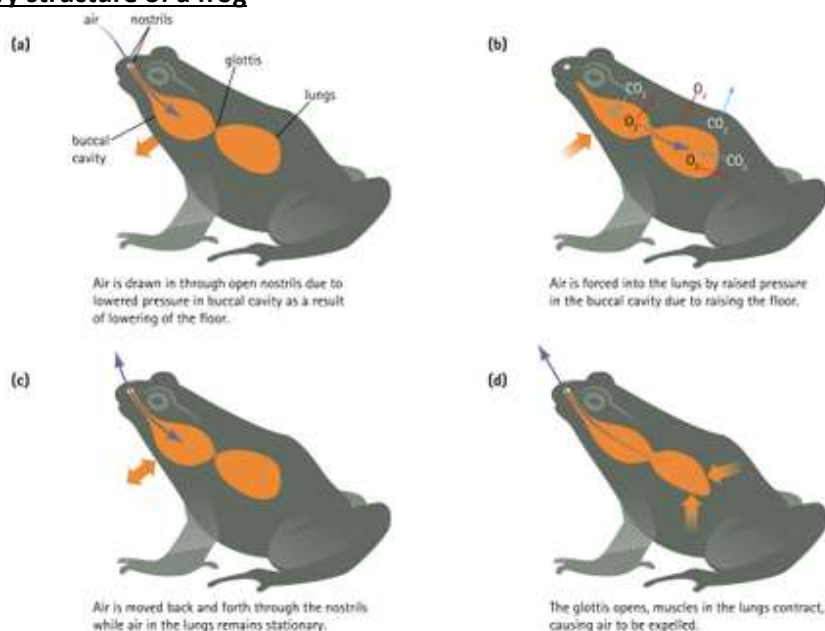 ry structure of a frog
(a)
air
nostrils
glottis
lungs
buccal
cavity
Air is drawn in through open nostrils due to
lowered pressure in buccal cavity as a result
of lowering of the floor.
(b)
CO₂
O₂
O₂
CO₂
O₂
CO₂
Air is forced into the lungs by raised pressure
in the buccal cavity due to raising the floor.
(c)
Air is moved back and forth through the nostrils
while air in the lungs remains stationary.
(d)
The glottis opens, muscles in the lungs contract,
causing air to be expelled.